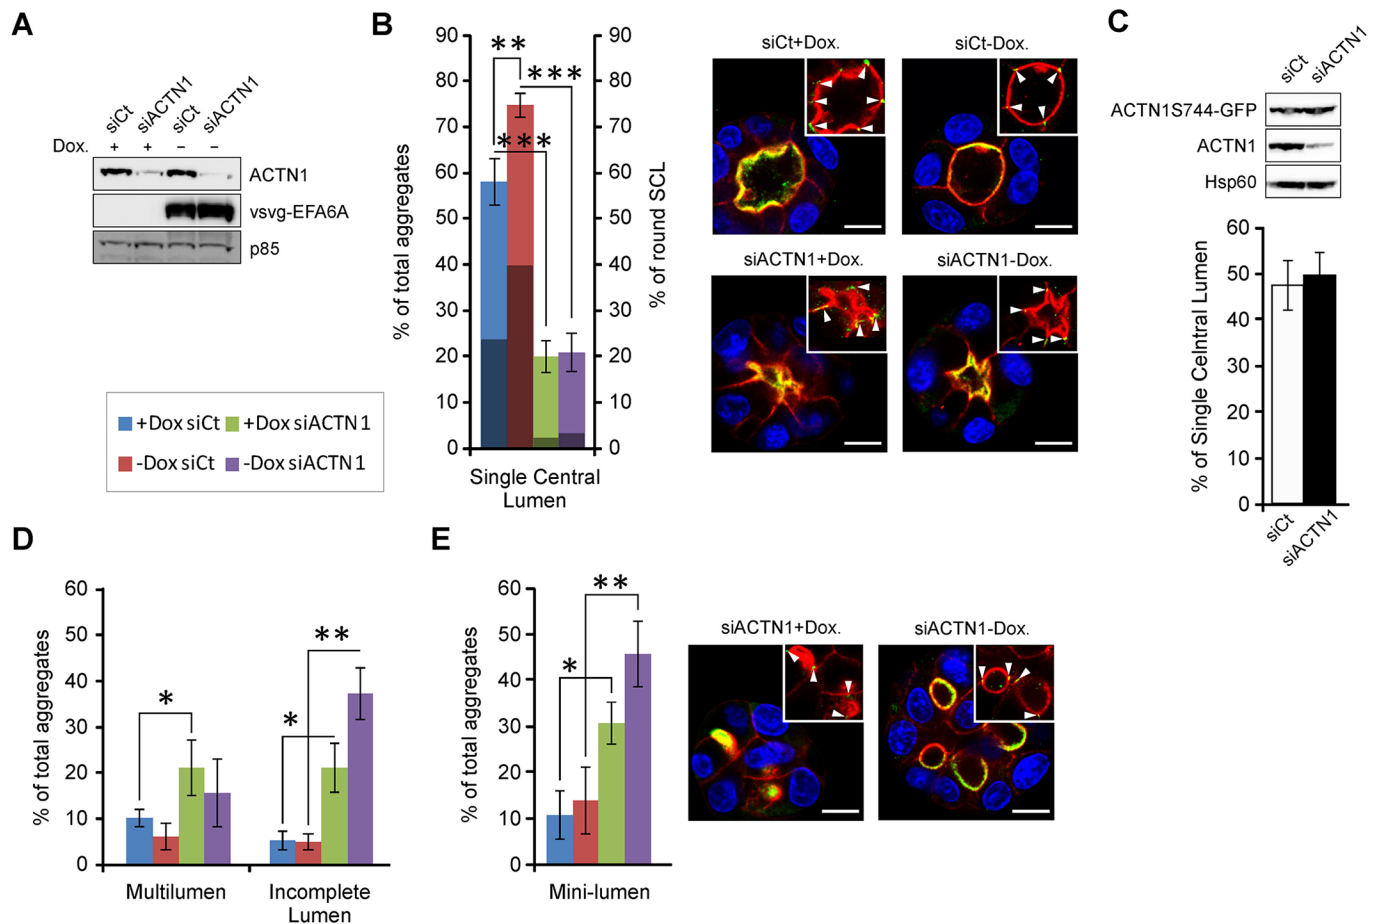 A
siCt
siACTN1
siCt
siACTN1
Dox. + + – –
ACTN1
vsvg-EFA6A
p85
+Dox siCt
+Dox siACTN1
-Dox siCt
-Dox siACTN1
B
% of total aggregates
90
80
70
60
50
40
30
20
10
0
**
***
***
90
80
70
60
50
40
30
20
10
0
% of round SCL
Single Central
Lumen
siCt+Dox.
siCt-Dox.
siACTN1+Dox.
siACTN1-Dox.
C
siCt
siACTN1
ACTN1S744-GFP
ACTN1
Hsp60
% of Single Celntral Lumen
60
50
40
30
20
10
0
siCt
siACTN1
D
% of total aggregates
60
50
40
30
20
10
0
*
*
**
Multilumen
Incomplete
Lumen
E
% of total aggregates
60
50
40
30
20
10
0
*
**
Mini-lumen
siACTN1+Dox.
siACTN1-Dox.